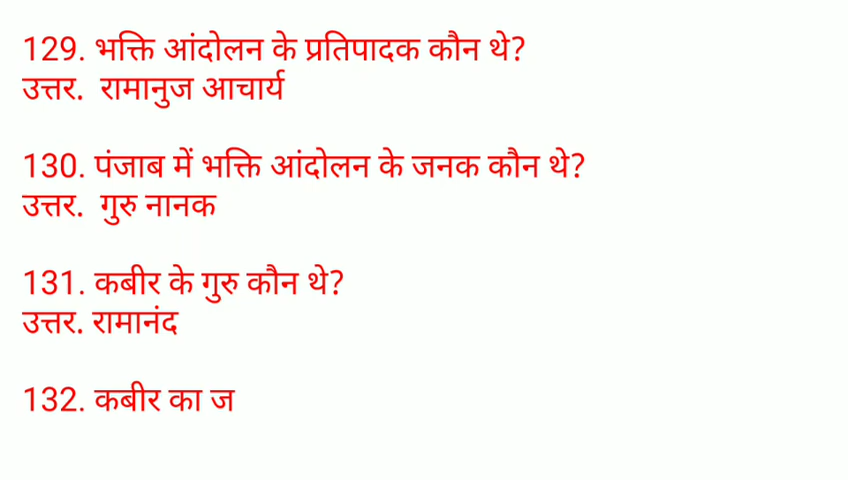 129. भक्ति आंदोलन के प्रतिपादक कौन थे?
उत्तर. रामानुज आचार्य
130. पंजाब में भक्ति आंदोलन के जनक कौन थे?
उत्तर. गुरु नानक
131. कबीर के गुरु कौन थे?
उत्तर. रामानंद
132. कबीर का ज